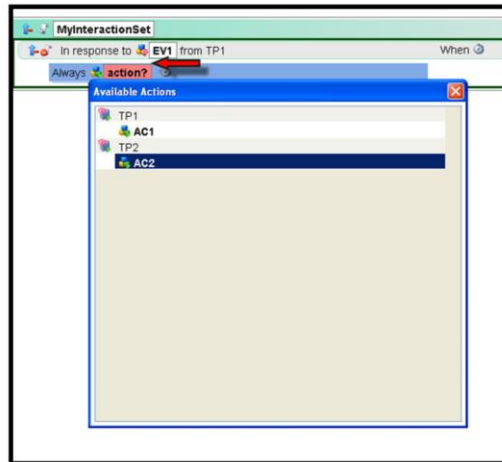 MyInteractionSet
In response to EV1 from TP1 When
Always action?
Available Actions
TP1
AC1
TP2
AC2